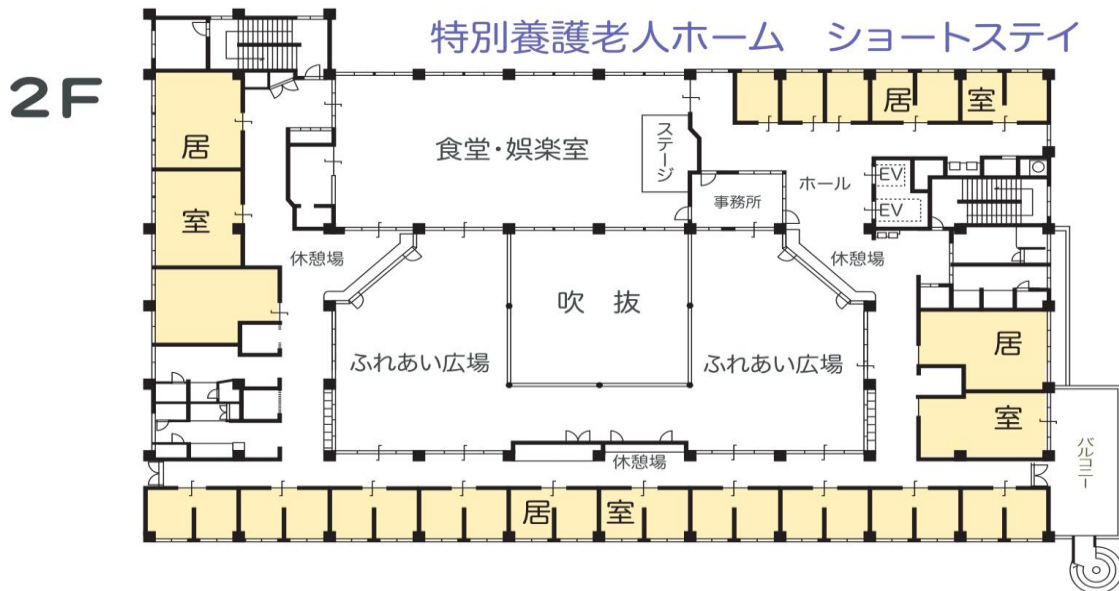 特別養護老人ホーム　ショートステイ
2F
居
室
食堂・娯楽室
ステージ
事務所
ホール
EV
EV
居
室
休憩場
休憩場
吹　抜
ふれあい広場
ふれあい広場
居
室
休憩場
バルコニー
居
室